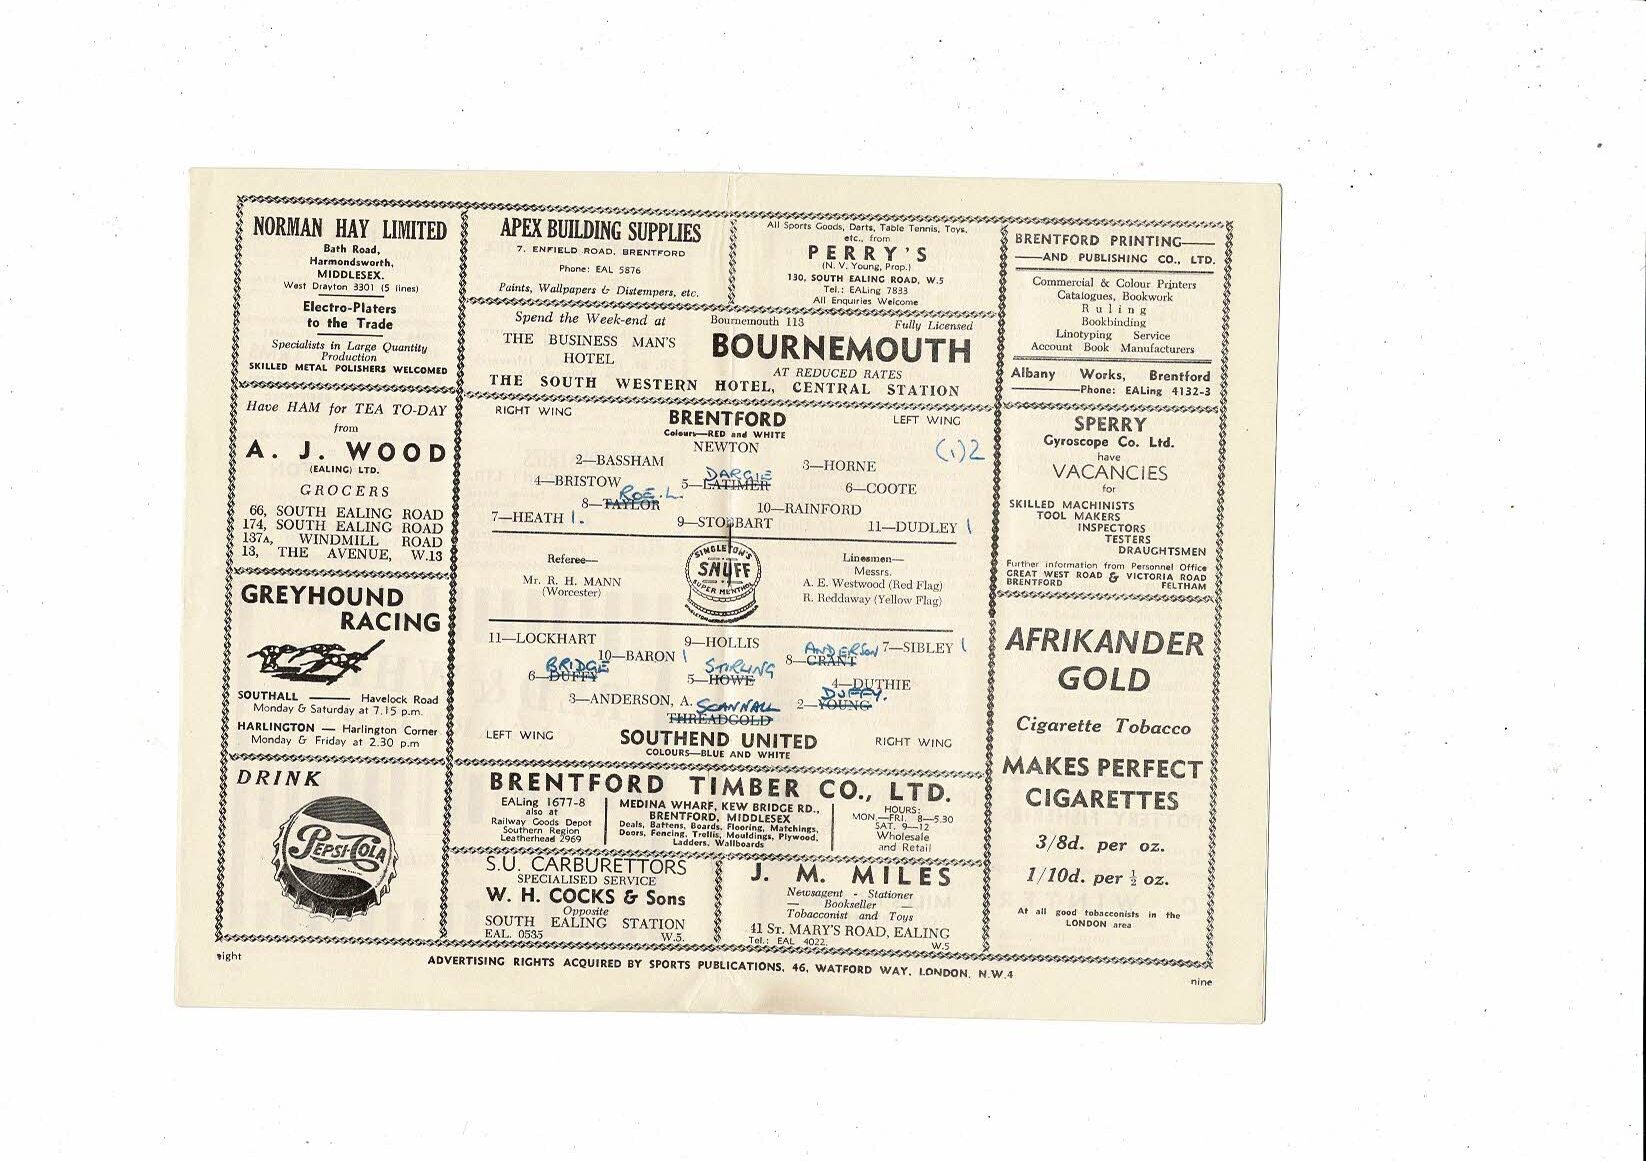 NORMAN HAY LIMITED
Bath Road,
Harmondsworth,
MIDDLESEX.
West Drayton 3301 (5 lines)
Electro-Platers
to the Trade
Specialists in Large Quantity
Production
SKILLED METAL POLISHERS WELCOMED
APEX BUILDING SUPPLIES
7, ENFIELD ROAD, BRENTFORD
Phone: EAL 5876
Paints, Wallpapers & Distempers, etc.
All Sports Goods, Darts, Table Tennis, Toys,
etc., from
PERRY'S
(N. V. Young, Prop.)
130, SOUTH EALING ROAD, W.5
Tel.: EALing 7833
All Enquiries Welcome
BRENTFORD PRINTING—
—AND PUBLISHING CO., LTD.
Commercial & Colour Printers
Catalogues, Bookwork
Ruling
Bookbinding
Linotyping Service
Account Book Manufacturers
Albany Works, Brentford
—Phone: EALing 4132-3
Spend the Week-end at Bournemouth 113 Fully Licensed
THE BUSINESS MAN'S
HOTEL
BOURNEMOUTH
AT REDUCED RATES
THE SOUTH WESTERN HOTEL, CENTRAL STATION
Have HAM for TEA TO-DAY
from
A. J. WOOD
(EALING) LTD.
GROCERS
66, SOUTH EALING ROAD
174, SOUTH EALING ROAD
137A, WINDMILL ROAD
13, THE AVENUE, W.13
GREYHOUND
RACING
SOUTHALL — Havelock Road
Monday & Saturday at 7.15 p.m.
HARLINGTON — Harlington Corner
Monday & Friday at 2.30 p.m
DRINK
PEPSI-COLA
RIGHT WING BRENTFORD LEFT WING
Colours—RED and WHITE
NEWTON (1)2
2—BASSHAM 3—HORNE
DARGIE
4—BRISTOW 5—LATIMER 6—COOTE
ROE. L.
8—TAYLOR 10—RAINFORD
7—HEATH 1. 9—STOBBART 11—DUDLEY 1
Referee—
Mr. R. H. MANN
(Worcester)
SINGLETON'S
SNUFF
SUPER MENTHOL
Linesmen—
Messrs.
A. E. Westwood (Red Flag)
R. Reddaway (Yellow Flag)
11—LOCKHART 9—HOLLIS ANDERSON 7—SIBLEY 1
10—BARON 1 8—GRANT
BRIDGE STIRLING
6—DUFFY 5—HOWE 4—DUTHIE
DUFFY.
3—ANDERSON, A. SCANNALL 2—YOUNG
THREADGOLD
LEFT WING SOUTHEND UNITED RIGHT WING
COLOURS—BLUE AND WHITE
BRENTFORD TIMBER CO., LTD.
EALing 1677-8
also at
Railway Goods Depot
Southern Region
Leatherhead 2969
MEDINA WHARF, KEW BRIDGE RD.,
BRENTFORD, MIDDLESEX
Deals, Battens, Boards, Flooring, Matchings,
Doors, Fencing, Trellis, Mouldings, Plywood,
Ladders, Wallboards
HOURS:
MON.—FRI. 8—5.30
SAT. 9—12
Wholesale
and Retail
S.U. CARBURETTORS
SPECIALISED SERVICE
W. H. COCKS & Sons
Opposite
SOUTH EALING STATION
EAL. 0535 W.5.
J. M. MILES
Newsagent - Stationer
— Bookseller —
Tobacconist and Toys
41 ST. MARY'S ROAD, EALING
Tel.: EAL 4022. W.5
SPERRY
Gyroscope Co. Ltd.
have
VACANCIES
for
SKILLED MACHINISTS
TOOL MAKERS
INSPECTORS
TESTERS
DRAUGHTSMEN
Further information from Personnel Office
GREAT WEST ROAD & VICTORIA ROAD
BRENTFORD FELTHAM
AFRIKANDER
GOLD
Cigarette Tobacco
MAKES PERFECT
CIGARETTES
3/8d. per oz.
1/10d. per ½ oz.
At all good tobacconists in the
LONDON area
eight
ADVERTISING RIGHTS ACQUIRED BY SPORTS PUBLICATIONS, 46, WATFORD WAY, LONDON, N.W.4
nine